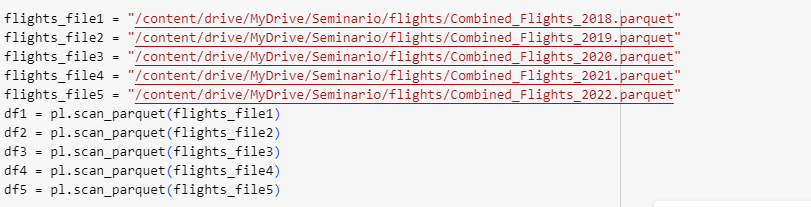 flights_file1 = "/content/drive/MyDrive/Seminario/flights/Combined_Flights_2018.parquet"
flights_file2 = "/content/drive/MyDrive/Seminario/flights/Combined_Flights_2019.parquet"
flights_file3 = "/content/drive/MyDrive/Seminario/flights/Combined_Flights_2020.parquet"
flights_file4 = "/content/drive/MyDrive/Seminario/flights/Combined_Flights_2021.parquet"
flights_file5 = "/content/drive/MyDrive/Seminario/flights/Combined_Flights_2022.parquet"
df1 = pl.scan_parquet(flights_file1)
df2 = pl.scan_parquet(flights_file2)
df3 = pl.scan_parquet(flights_file3)
df4 = pl.scan_parquet(flights_file4)
df5 = pl.scan_parquet(flights_file5)